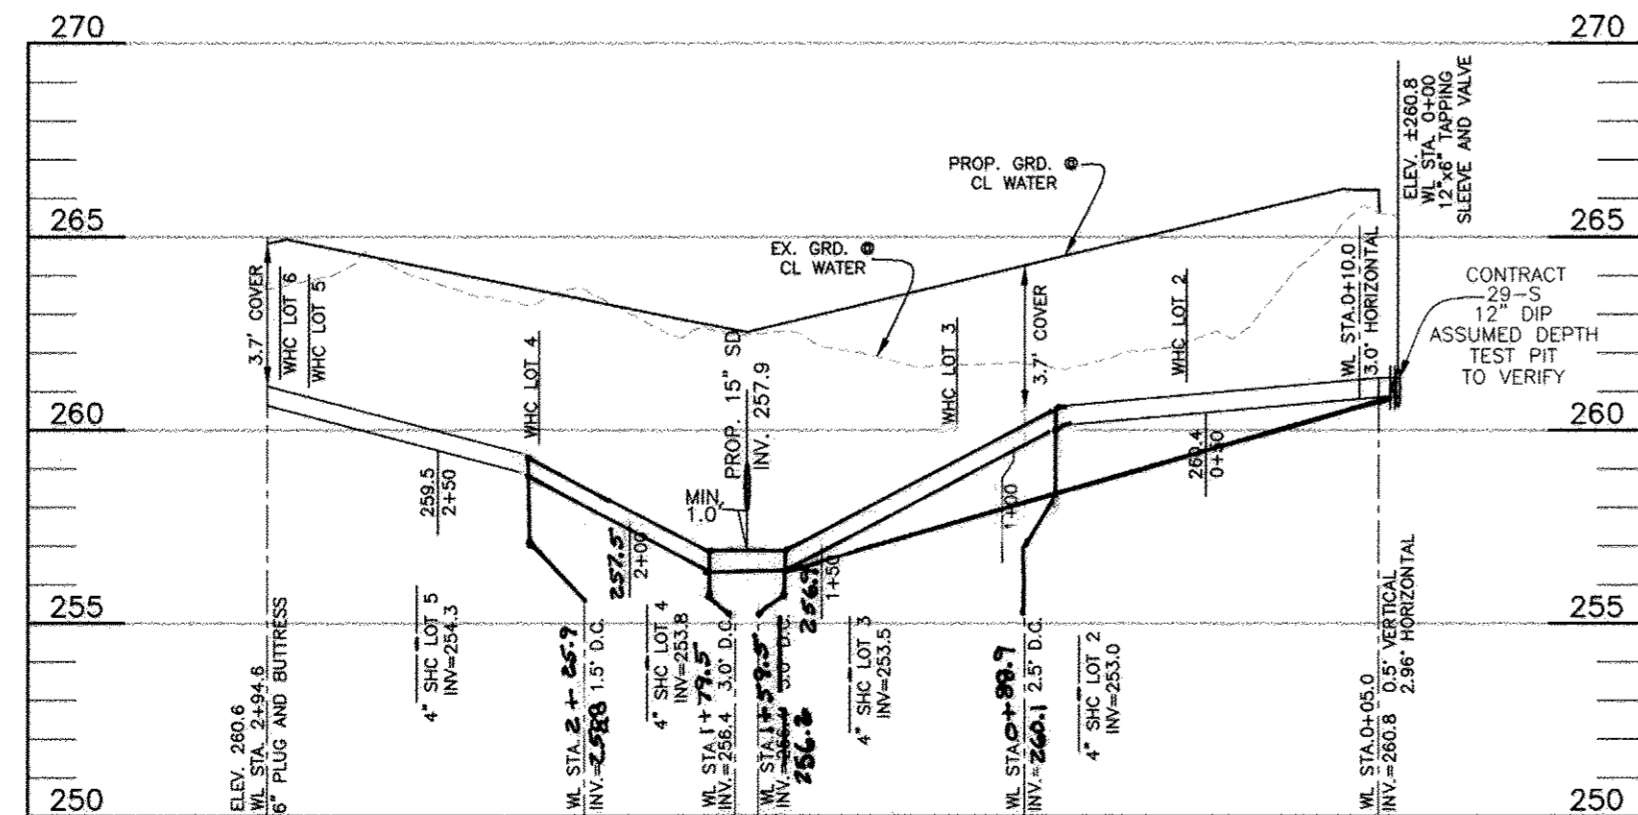 270
270
265
265
260
260
255
255
250
250
PROP. GRD. @
CL WATER
EX. GRD. @
CL WATER
ELEV. ±260.8
WL STA. 0+00
12"x6" TAPPING
SLEEVE AND VALVE
CONTRACT
29-S
12" DIP
ASSUMED DEPTH
TEST PIT
TO VERIFY
3.7' COVER
WHC LOT 6
WHC LOT 5
WHC LOT 4
PROP. 15" SD
INV. 257.9
MIN.
1.0'
WHC LOT 3
3.7' COVER
WHC LOT 2
WL STA.0+10.0
3.0' HORIZONTAL
259.5
2+50
257.5
2+00
256.9
1+50
1+00
260.4
0+50
ELEV. 260.6
WL STA. 2+94.6
6" PLUG AND BUTTRESS
4" SHC LOT 5
INV=254.3
WL STA. 2+25.9
INV.=258.8 1.5' D.C.
4" SHC LOT 4
INV=253.8
WL STA. 1+79.5
INV.=256.4 3.0' D.C.
WL STA. 1+59.5
INV.= 3.0' D.C.
256.2
4" SHC LOT 3
INV=253.5
WL STA. 0+88.9
INV.=260.1 2.5' D.C.
4" SHC LOT 2
INV=253.0
WL STA.0+05.0
INV.=260.8 0.5' VERTICAL
2.96' HORIZONTAL